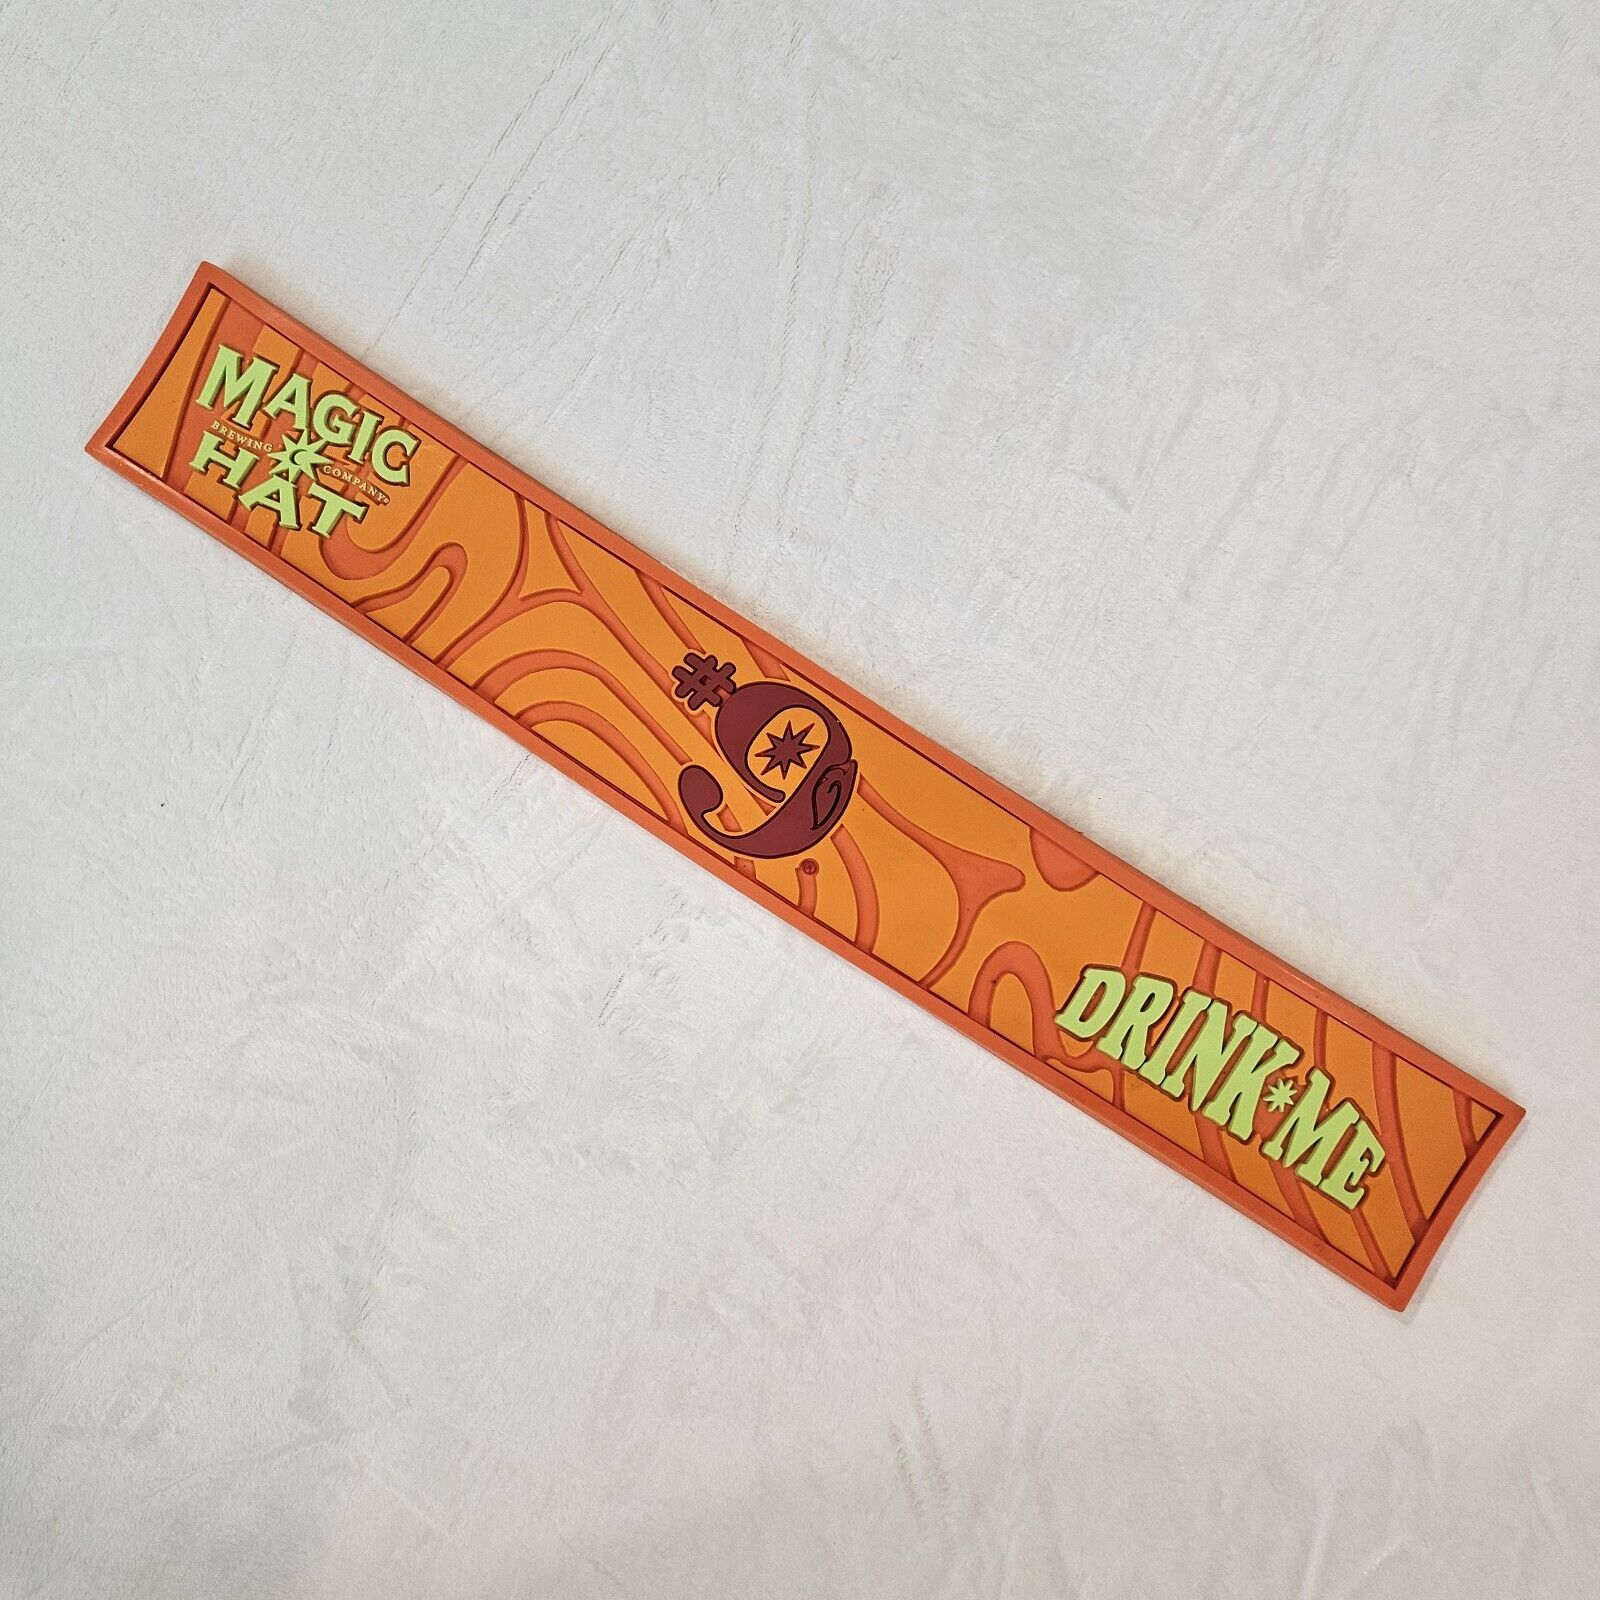 MAGIC
BREWING COMPANY®
HAT
#9®
DRINK*ME